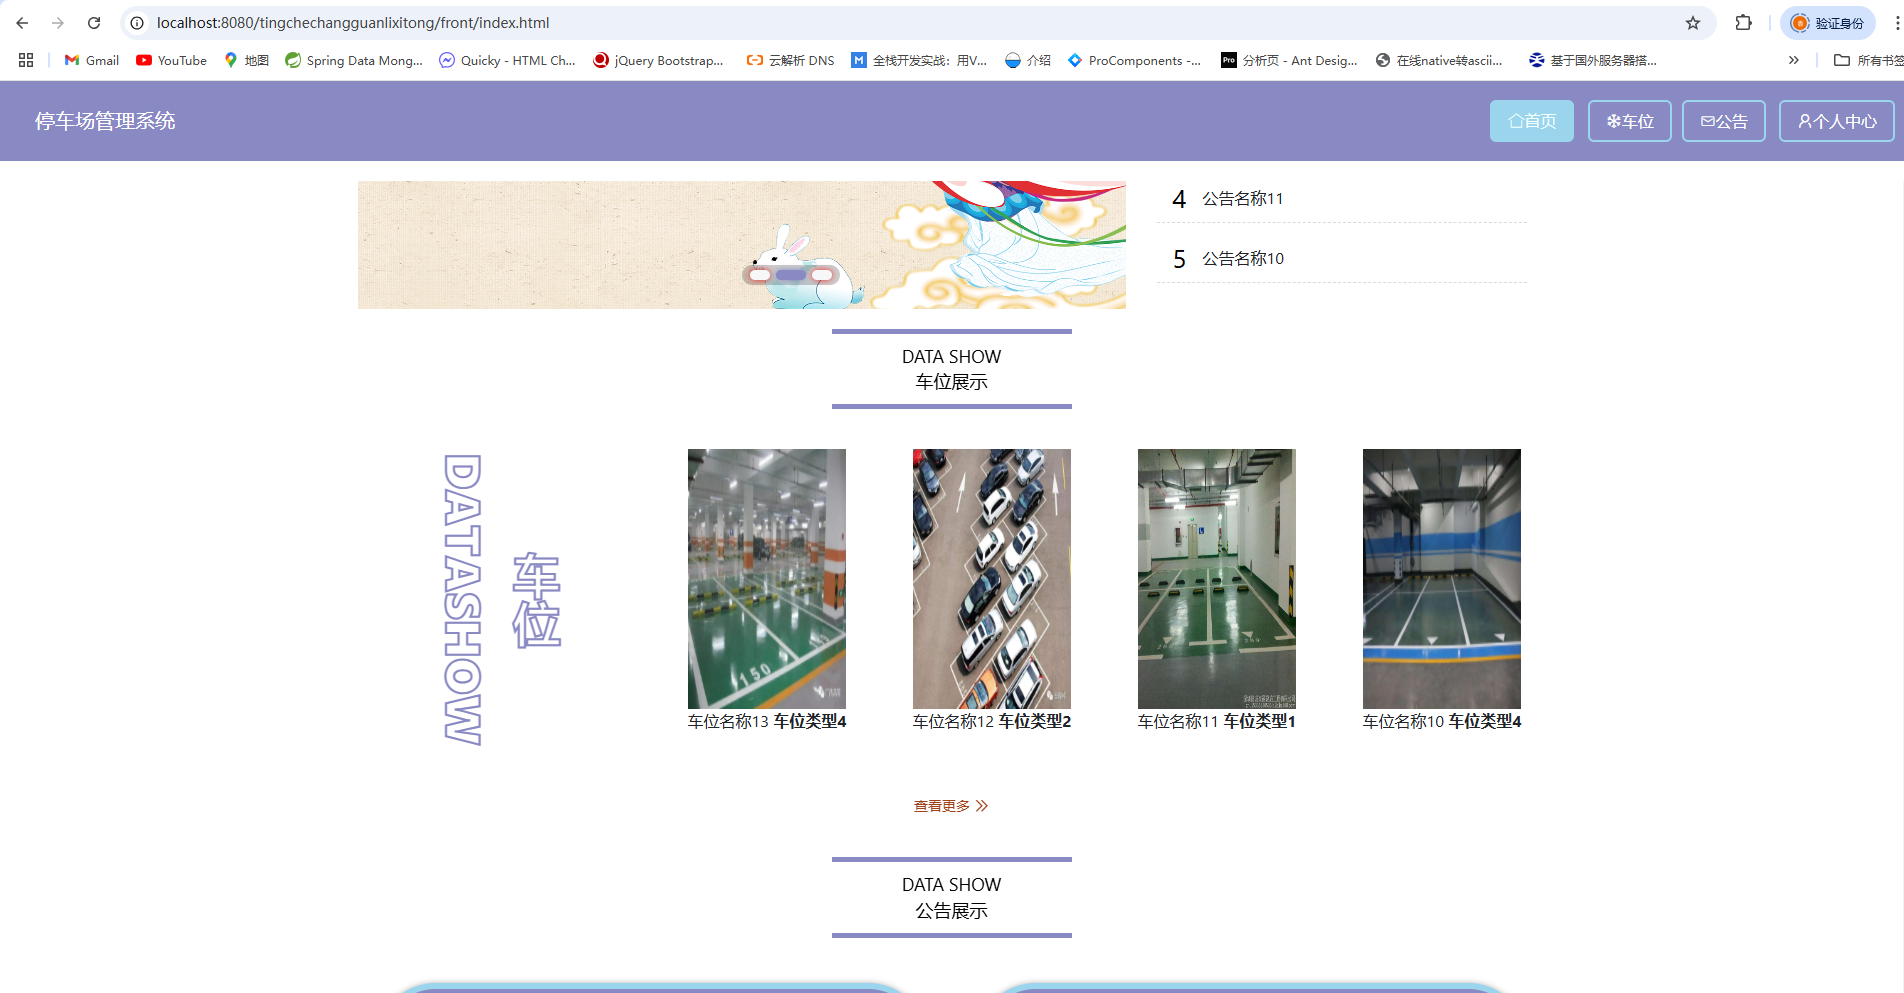 localhost:8080/tingchechangguanlixitong/front/index.html
验证身份
Gmail
YouTube
地图
Spring Data Mong...
Quicky - HTML Ch...
jQuery Bootstrap...
云解析 DNS
全栈开发实战：用V...
介绍
ProComponents -...
分析页 - Ant Desig...
在线native转ascii...
基于国外服务器搭...
所有书签
停车场管理系统
首页
车位
公告
个人中心
4 公告名称11
5 公告名称10
DATA SHOW
车位展示
DATASHOW
车位
150
车位名称13 车位类型4
车位名称12 车位类型2
车位名称11 车位类型1
车位名称10 车位类型4
查看更多
DATA SHOW
公告展示